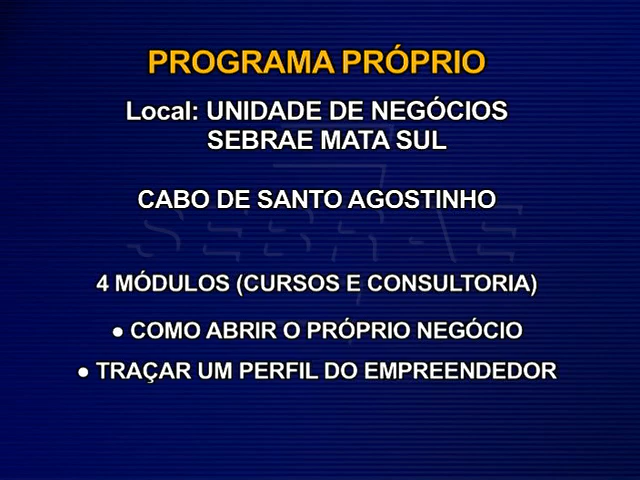 PROGRAMA PRÓPRIO
Local: UNIDADE DE NEGÓCIOS
SEBRAE MATA SUL
CABO DE SANTO AGOSTINHO
SEBRAE
4 MÓDULOS (CURSOS E CONSULTORIA)
● COMO ABRIR O PRÓPRIO NEGÓCIO
● TRAÇAR UM PERFIL DO EMPREENDEDOR